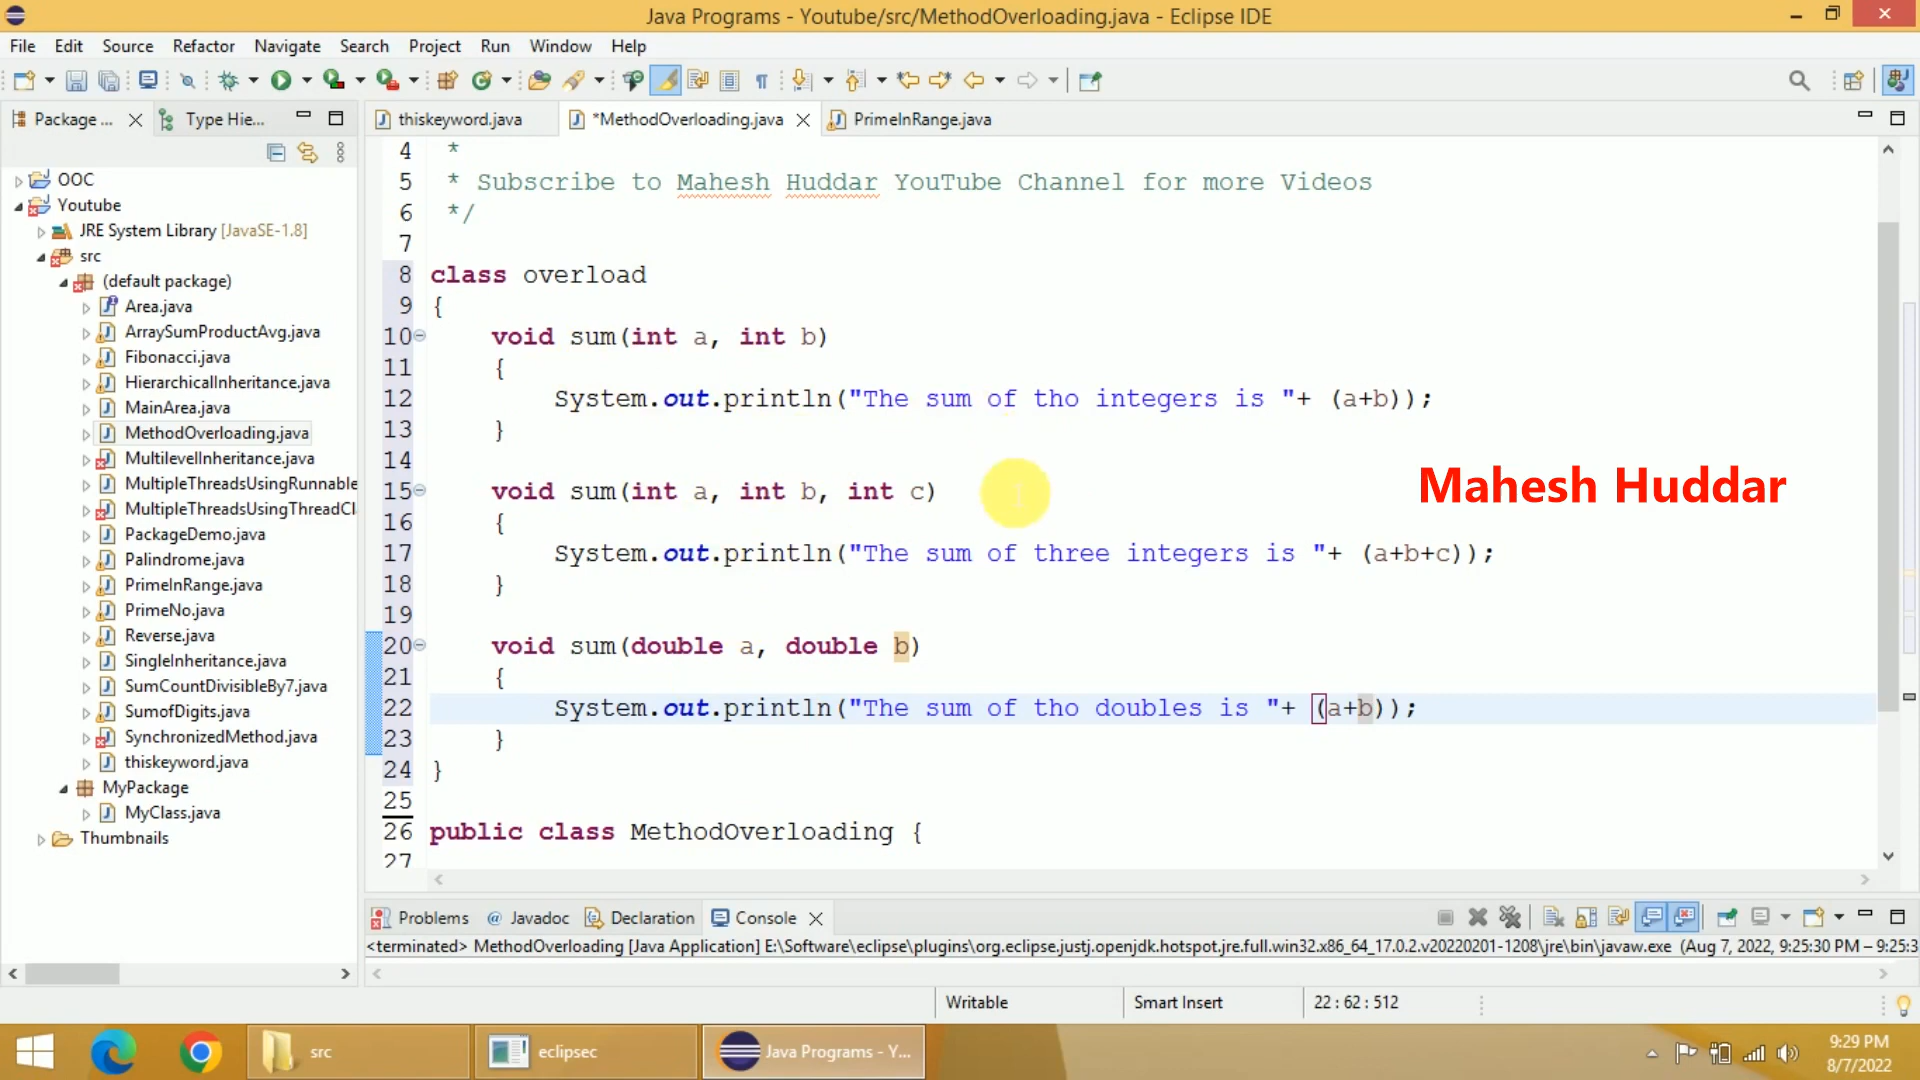 Java Programs - Youtube/src/MethodOverloading.java - Eclipse IDE
File Edit Source Refactor Navigate Search Project Run Window Help
Package ... Type Hie...
thiskeyword.java *MethodOverloading.java PrimeInRange.java
OOC
Youtube
JRE System Library [JavaSE-1.8]
src
(default package)
Area.java
ArraySumProductAvg.java
Fibonacci.java
HierarchicalInheritance.java
MainArea.java
MethodOverloading.java
MultilevelInheritance.java
MultipleThreadsUsingRunnable
MultipleThreadsUsingThreadCl
PackageDemo.java
Palindrome.java
PrimeInRange.java
PrimeNo.java
Reverse.java
SingleInheritance.java
SumCountDivisibleBy7.java
SumofDigits.java
SynchronizedMethod.java
thiskeyword.java
MyPackage
MyClass.java
Thumbnails
4 *
5 * Subscribe to Mahesh Huddar YouTube Channel for more Videos
6 */
7
8 class overload
9 {
10 void sum(int a, int b)
11 {
12 System.out.println("The sum of tho integers is "+ (a+b));
13 }
14
15 void sum(int a, int b, int c)
16 {
17 System.out.println("The sum of three integers is "+ (a+b+c));
18 }
19
20 void sum(double a, double b)
21 {
22 System.out.println("The sum of tho doubles is "+ (a+b));
23 }
24 }
25
26 public class MethodOverloading {
27
Mahesh Huddar
Problems @ Javadoc Declaration Console
<terminated> MethodOverloading [Java Application] E:\Software\eclipse\plugins\org.eclipse.justj.openjdk.hotspot.jre.full.win32.x86_64_17.0.2.v20220201-1208\jre\bin\javaw.exe (Aug 7, 2022, 9:25:30 PM – 9:25:3
Writable Smart Insert 22 : 62 : 512
src eclipsec Java Programs - Y...
9:29 PM
8/7/2022